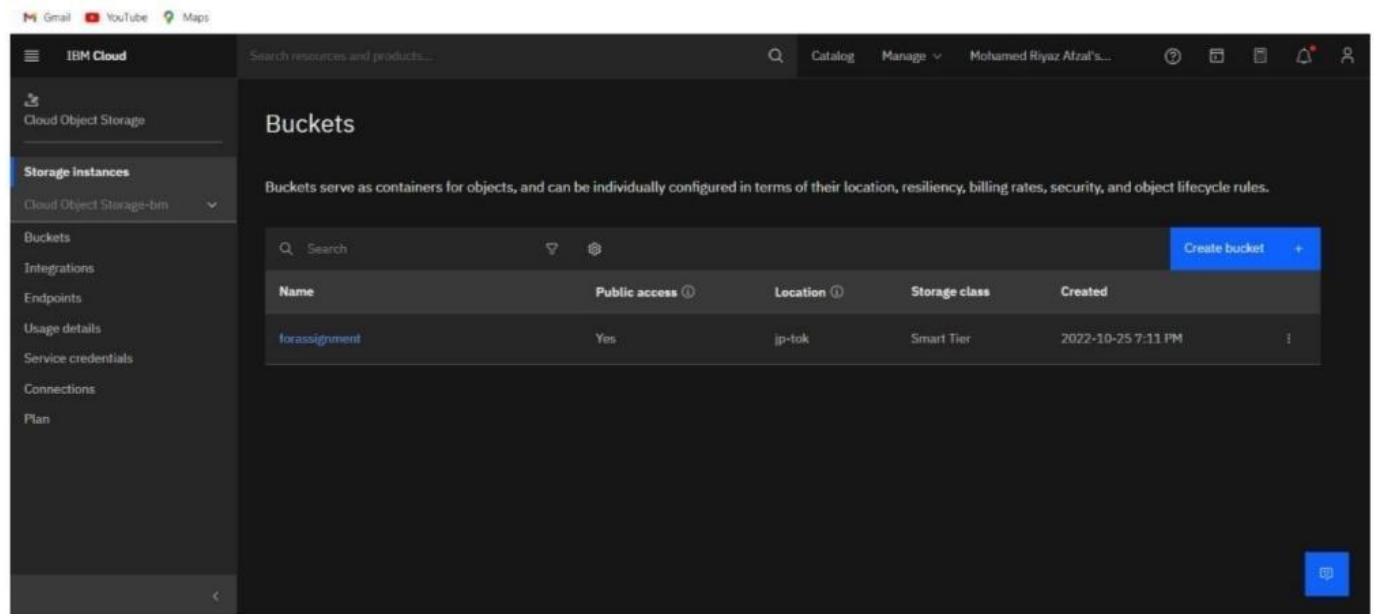 Gmail YouTube Maps
IBM Cloud Search resources and products... Catalog Manage Mohamed Riyaz Afzal's...
Cloud Object Storage
Buckets
Storage instances
Buckets serve as containers for objects, and can be individually configured in terms of their location, resiliency, billing rates, security, and object lifecycle rules.
Cloud Object Storage-bm
Buckets
Search Create bucket +
Integrations
Name Public access Location Storage class Created
Endpoints
Usage details
forassignment Yes jp-tok Smart Tier 2022-10-25 7:11 PM
Service credentials
Connections
Plan